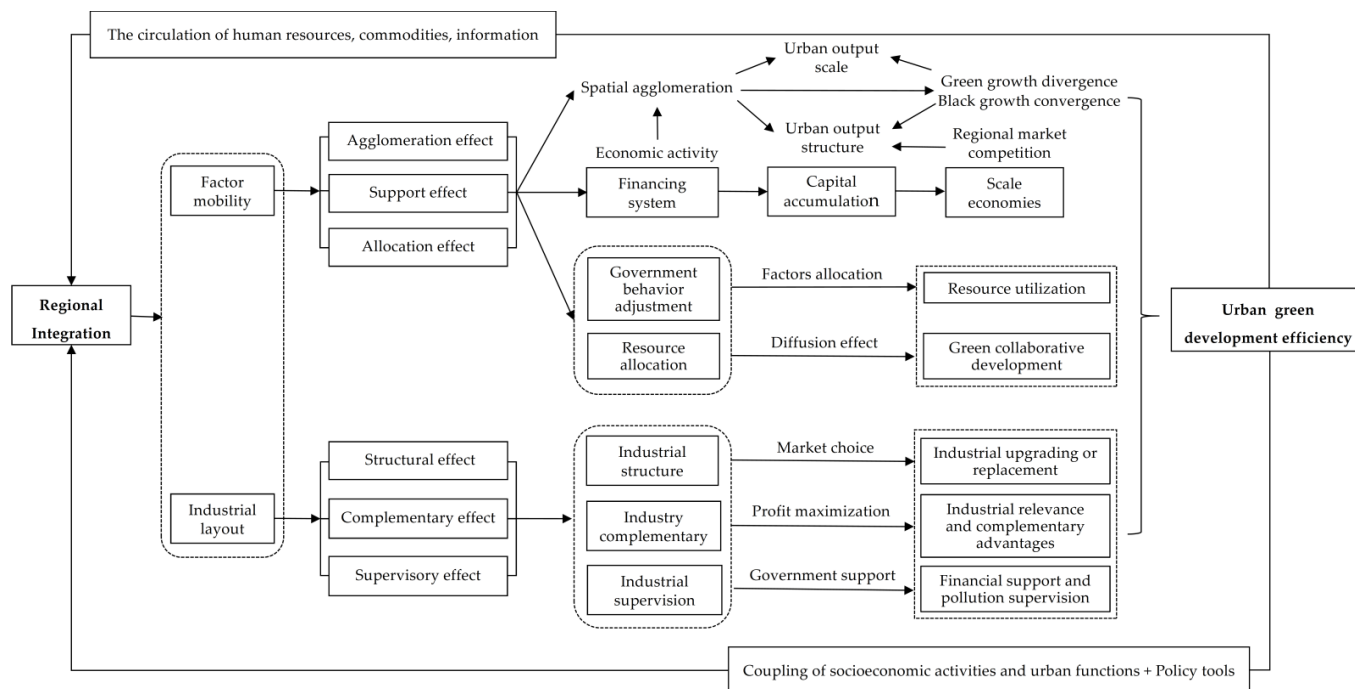 The circulation of human resources, commodities, information
Urban output
scale
Spatial agglomeration
Green growth divergence
Black growth convergence
Agglomeration effect
Urban output
structure
Regional market
competition
Economic activity
Factor
mobility
Support effect
Financing
system
Capital
accumulation
Scale
economies
Allocation effect
Government
behavior
adjustment
Factors allocation
Resource utilization
Regional
Integration
Urban green
development efficiency
Resource
allocation
Diffusion effect
Green collaborative
development
Structural effect
Industrial
structure
Market choice
Industrial upgrading or
replacement
Industrial
layout
Complementary effect
Industry
complementary
Profit maximization
Industrial relevance
and complementary
advantages
Supervisory effect
Industrial
supervision
Government support
Financial support and
pollution supervision
Coupling of socioeconomic activities and urban functions + Policy tools